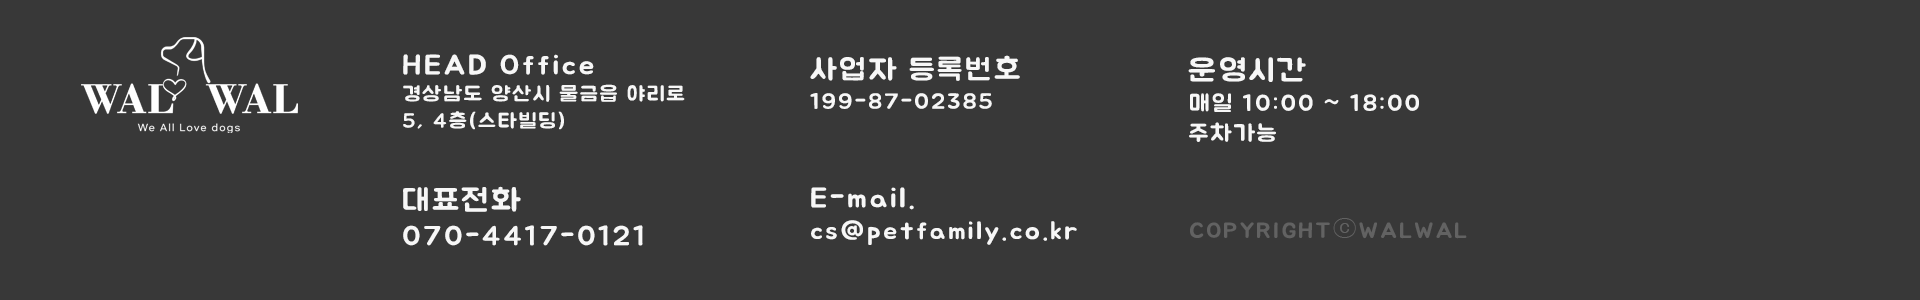 WAL WAL
We All Love dogs
HEAD Office
경상남도 양산시 물금읍 야리로
5, 4층(스타빌딩)
사업자 등록번호
199-87-02385
운영시간
매일 10:00 ~ 18:00
주차가능
대표전화
070-4417-0121
E-mail.
cs@petfamily.co.kr
COPYRIGHTⓒWALWAL